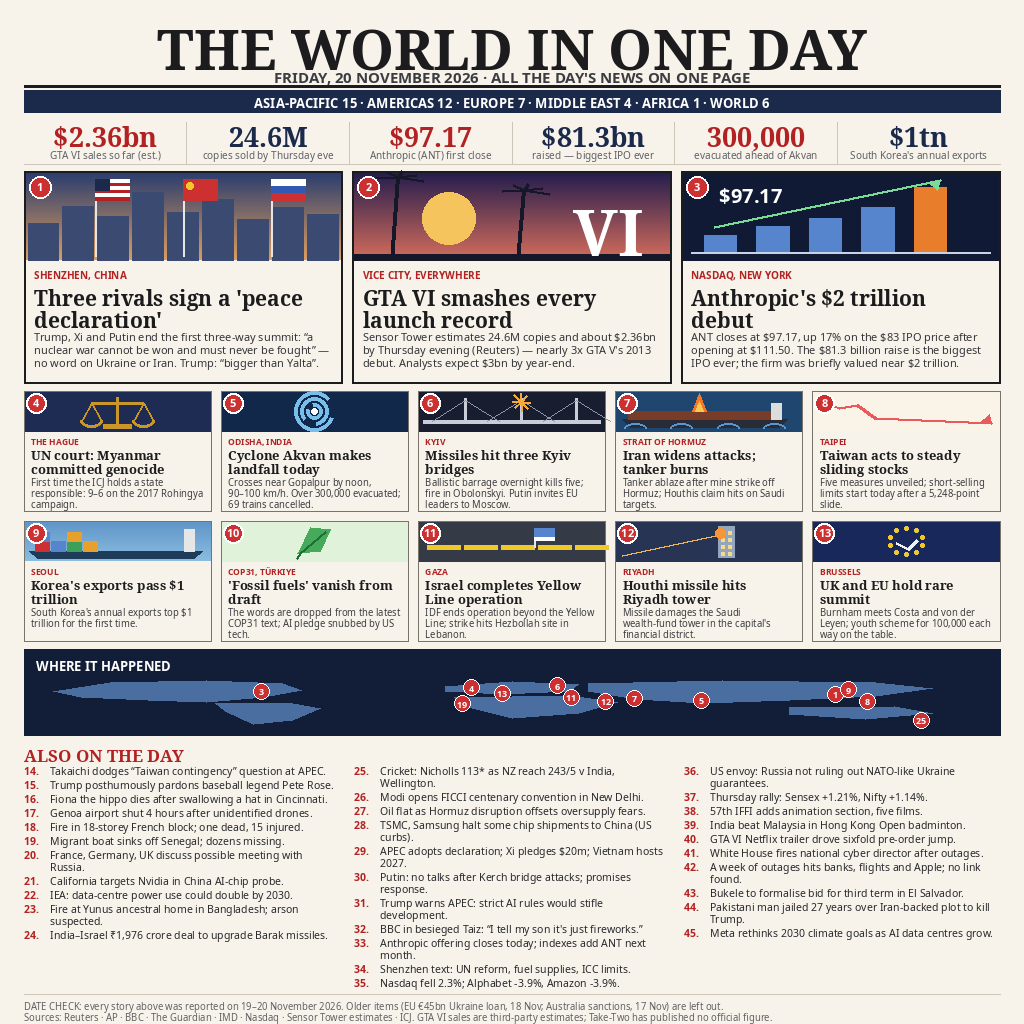 THE WORLD IN ONE DAY
FRIDAY, 20 NOVEMBER 2026 · ALL THE DAY'S NEWS ON ONE PAGE
ASIA-PACIFIC 15 · AMERICAS 12 · EUROPE 7 · MIDDLE EAST 4 · AFRICA 1 · WORLD 6
$2.36bn
GTA VI sales so far (est.)
24.6M
copies sold by Thursday eve
$97.17
Anthropic (ANT) first close
$81.3bn
raised — biggest IPO ever
300,000
evacuated ahead of Akvan
$1tn
South Korea's annual exports
1
SHENZHEN, CHINA
Three rivals sign a 'peace
declaration'
Trump, Xi and Putin end the first three-way summit: “a
nuclear war cannot be won and must never be fought” —
no word on Ukraine or Iran. Trump: “bigger than Yalta”.
2
VI
VICE CITY, EVERYWHERE
GTA VI smashes every
launch record
Sensor Tower estimates 24.6M copies and about $2.36bn
by Thursday evening (Reuters) — nearly 3x GTA V's 2013
debut. Analysts expect $3bn by year-end.
3
$97.17
NASDAQ, NEW YORK
Anthropic's $2 trillion
debut
ANT closes at $97.17, up 17% on the $83 IPO price after
opening at $111.50. The $81.3 billion raise is the biggest
IPO ever; the firm was briefly valued near $2 trillion.
4
THE HAGUE
UN court: Myanmar
committed genocide
First time the ICJ holds a state
responsible: 9–6 on the 2017 Rohingya
campaign.
5
ODISHA, INDIA
Cyclone Akvan makes
landfall today
Crosses near Gopalpur by noon,
90–100 km/h. Over 300,000 evacuated;
69 trains cancelled.
6
KYIV
Missiles hit three Kyiv
bridges
Ballistic barrage overnight kills five;
fire in Obolonskyi. Putin invites EU
leaders to Moscow.
7
STRAIT OF HORMUZ
Iran widens attacks;
tanker burns
Tanker ablaze after mine strike off
Hormuz; Houthis claim hit on Saudi
targets.
8
TAIPEI
Taiwan acts to steady
sliding stocks
Five measures unveiled; short-selling
limits start today after a 5,248-point
slide.
9
SEOUL
Korea's exports pass $1
trillion
South Korea's annual exports top $1
trillion for the first time.
10
COP31, TÜRKIYE
'Fossil fuels' vanish from
draft
The words are dropped from the latest
COP31 text; AI pledge snubbed by US
tech.
11
GAZA
Israel completes Yellow
Line operation
IDF ends operation beyond the Yellow
Line; strike hits Hezbollah site in
Lebanon.
12
RIYADH
Houthi missile hits
Riyadh tower
Missile damages the Saudi
wealth-fund tower in the capital's
financial district.
13
BRUSSELS
UK and EU hold rare
summit
Burnham meets Costa and von der
Leyen; youth scheme for 100,000 each
way on the table.
WHERE IT HAPPENED
3
4
19
13
6
11
12
7
5
1
9
8
25
ALSO ON THE DAY
14. Takaichi dodges “Taiwan contingency” question at APEC.
15. Trump posthumously pardons baseball legend Pete Rose.
16. Fiona the hippo dies after swallowing a hat in Cincinnati.
17. Genoa airport shut 4 hours after unidentified drones.
18. Fire in 18-storey French block; one dead, 15 injured.
19. Migrant boat sinks off Senegal; dozens missing.
20. France, Germany, UK discuss possible meeting with
Russia.
21. California targets Nvidia in China AI-chip probe.
22. IEA: data-centre power use could double by 2030.
23. Fire at Yunus ancestral home in Bangladesh; arson
suspected.
24. India–Israel ₹1,976 crore deal to upgrade Barak missiles.
25. Cricket: Nicholls 113* as NZ reach 243/5 v India,
Wellington.
26. Modi opens FICCI centenary convention in New Delhi.
27. Oil flat as Hormuz disruption offsets oversupply fears.
28. TSMC, Samsung halt some chip shipments to China (US
curbs).
29. APEC adopts declaration; Xi pledges $20m; Vietnam hosts
2027.
30. Putin: no talks after Kerch bridge attacks; promises
response.
31. Trump warns APEC: strict AI rules would stifle
development.
32. BBC in besieged Taiz: “I tell my son it's just fireworks.”
33. Anthropic offering closes today; indexes add ANT next
month.
34. Shenzhen text: UN reform, fuel supplies, ICC limits.
35. Nasdaq fell 2.3%; Alphabet -3.9%, Amazon -3.9%.
36. US envoy: Russia not ruling out NATO-like Ukraine
guarantees.
37. Thursday rally: Sensex +1.21%, Nifty +1.14%.
38. 57th IFFI adds animation section, five films.
39. India beat Malaysia in Hong Kong Open badminton.
40. GTA VI Netflix trailer drove sixfold pre-order jump.
41. White House fires national cyber director after outages.
42. A week of outages hits banks, flights and Apple; no link
found.
43. Bukele to formalise bid for third term in El Salvador.
44. Pakistani man jailed 27 years over Iran-backed plot to kill
Trump.
45. Meta rethinks 2030 climate goals as AI data centres grow.
DATE CHECK: every story above was reported on 19–20 November 2026. Older items (EU €45bn Ukraine loan, 18 Nov; Australia sanctions, 17 Nov) are left out.
Sources: Reuters · AP · BBC · The Guardian · IMD · Nasdaq · Sensor Tower estimates · ICJ. GTA VI sales are third-party estimates; Take-Two has published no official figure.